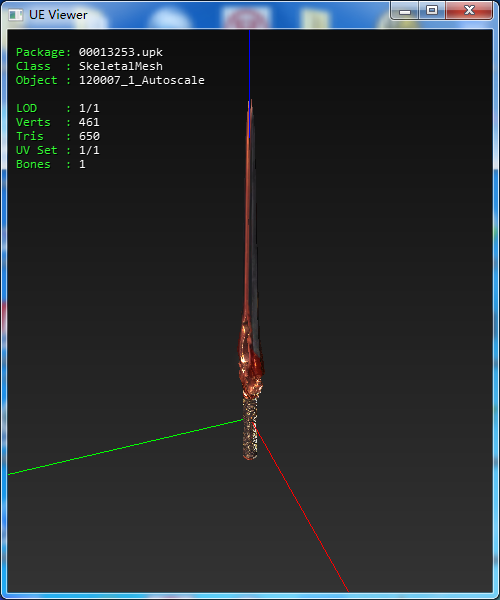 UE Viewer
Package: 00013253.upk
Class : SkeletalMesh
Object : 120007_1_Autoscale
LOD : 1/1
Verts : 461
Tris : 650
UV Set : 1/1
Bones : 1